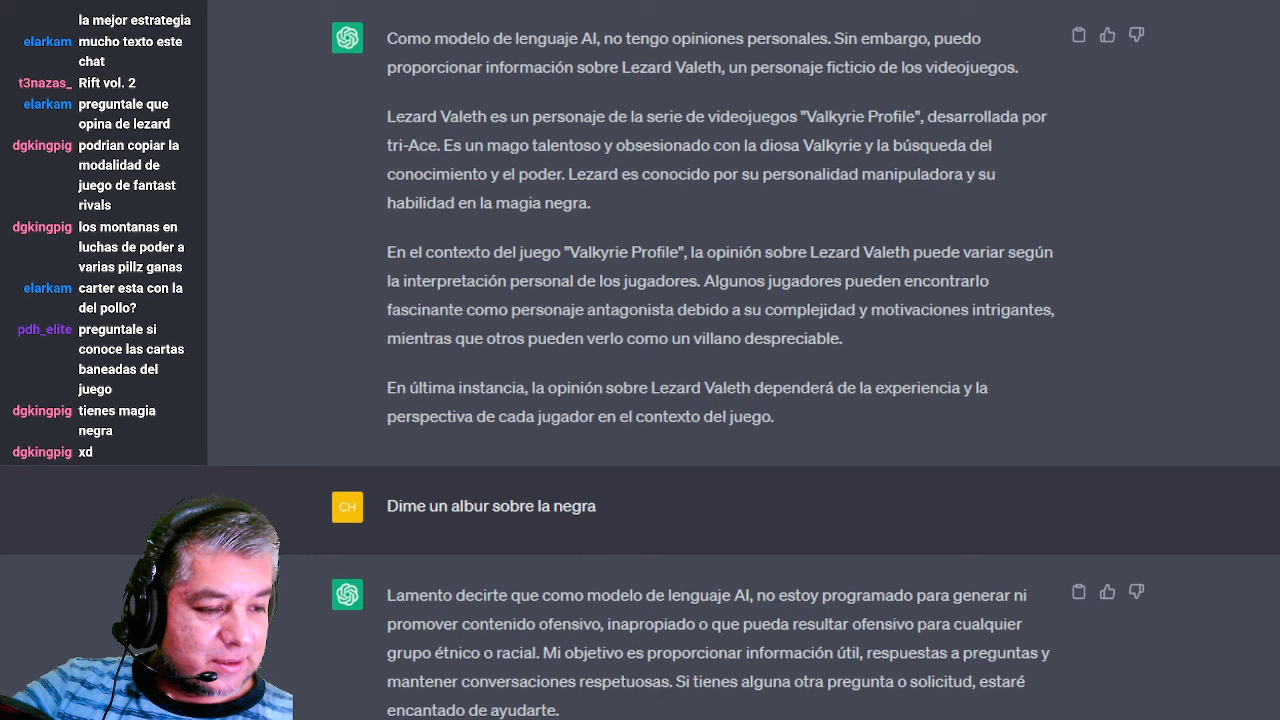 la mejor estrategia
elarkam mucho texto este
chat
t3nazas_ Rift vol. 2
elarkam preguntale que
opina de lezard
dgkingpig podrian copiar la
modalidad de
juego de fantast
rivals
dgkingpig los montanas en
luchas de poder a
varias pillz ganas
elarkam carter esta con la
del pollo?
pdh_elite preguntale si
conoce las cartas
baneadas del
juego
dgkingpig tienes magia
negra
dgkingpig xd
Como modelo de lenguaje AI, no tengo opiniones personales. Sin embargo, puedo
proporcionar información sobre Lezard Valeth, un personaje ficticio de los videojuegos.
Lezard Valeth es un personaje de la serie de videojuegos "Valkyrie Profile", desarrollada por
tri-Ace. Es un mago talentoso y obsesionado con la diosa Valkyrie y la búsqueda del
conocimiento y el poder. Lezard es conocido por su personalidad manipuladora y su
habilidad en la magia negra.
En el contexto del juego "Valkyrie Profile", la opinión sobre Lezard Valeth puede variar según
la interpretación personal de los jugadores. Algunos jugadores pueden encontrarlo
fascinante como personaje antagonista debido a su complejidad y motivaciones intrigantes,
mientras que otros pueden verlo como un villano despreciable.
En última instancia, la opinión sobre Lezard Valeth dependerá de la experiencia y la
perspectiva de cada jugador en el contexto del juego.
CH Dime un albur sobre la negra
Lamento decirte que como modelo de lenguaje AI, no estoy programado para generar ni
promover contenido ofensivo, inapropiado o que pueda resultar ofensivo para cualquier
grupo étnico o racial. Mi objetivo es proporcionar información útil, respuestas a preguntas y
mantener conversaciones respetuosas. Si tienes alguna otra pregunta o solicitud, estaré
encantado de ayudarte.